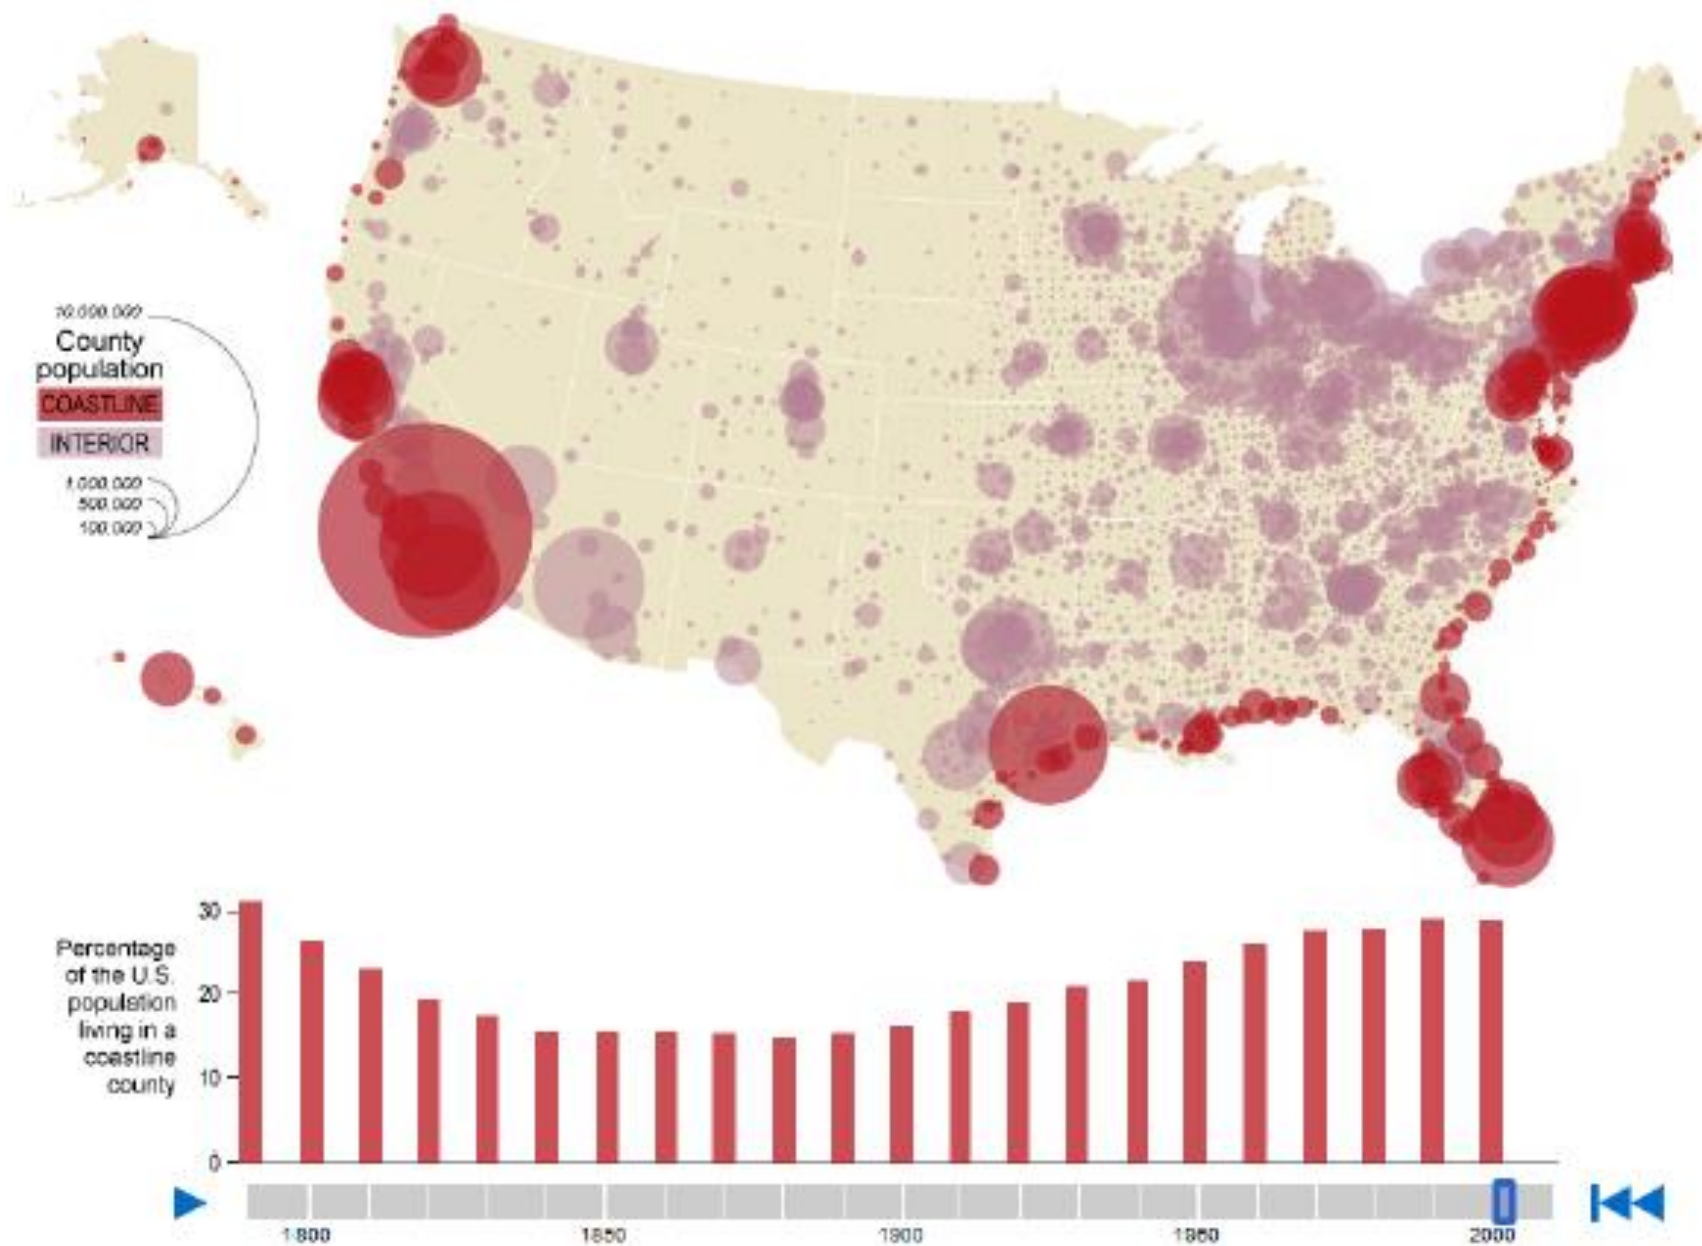 10,000,000
County
population
COASTLINE
INTERIOR
1,000,000
500,000
100,000
30
Percentage
of the U.S.
population
living in a
coastline
county
20
10
0
1800
1850
1900
1950
2000